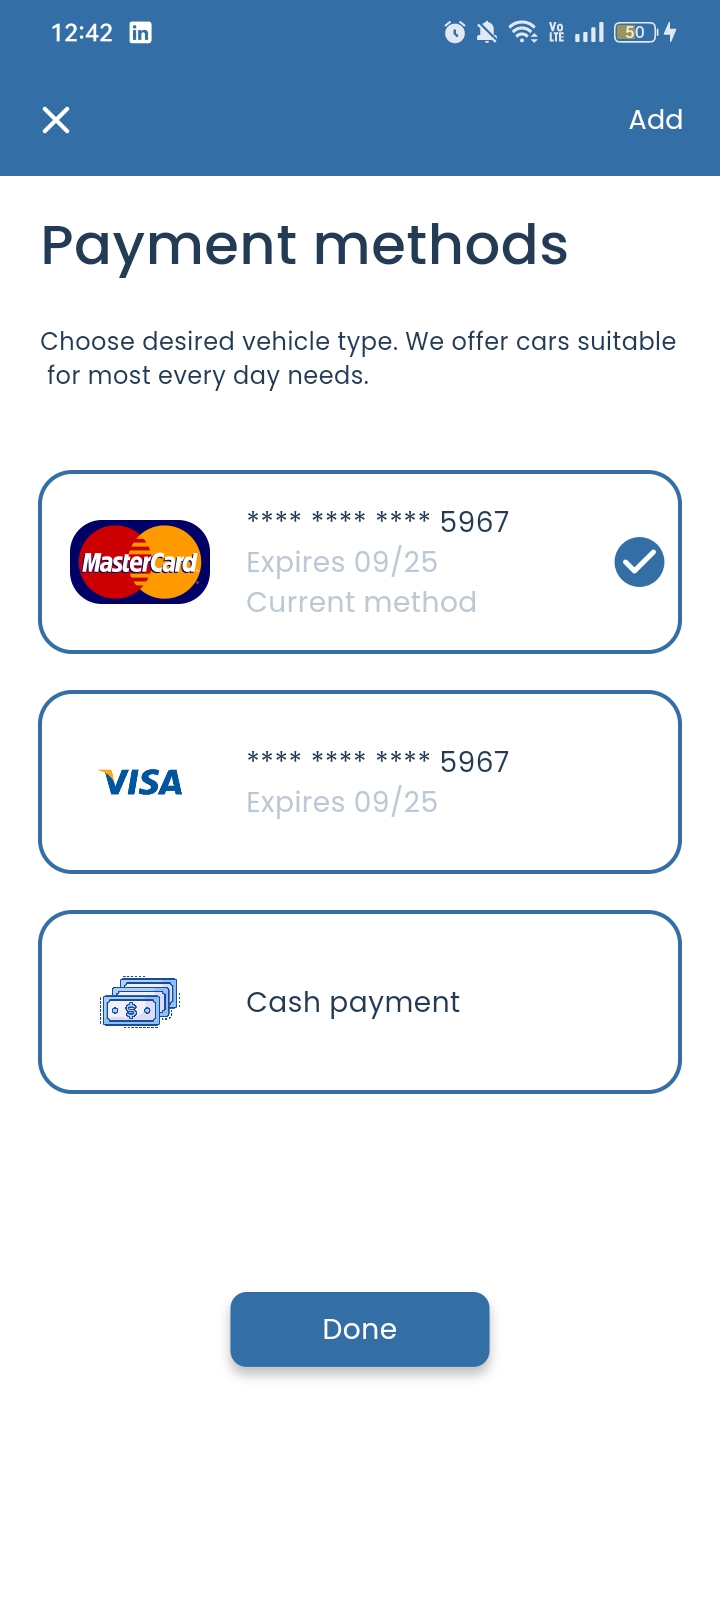 12:42 in Vo LTE 50
Add
Payment methods
Choose desired vehicle type. We offer cars suitable
for most every day needs.
**** **** **** 5967
MasterCard
Expires 09/25
Current method
**** **** **** 5967
VISA
Expires 09/25
$
Cash payment
Done